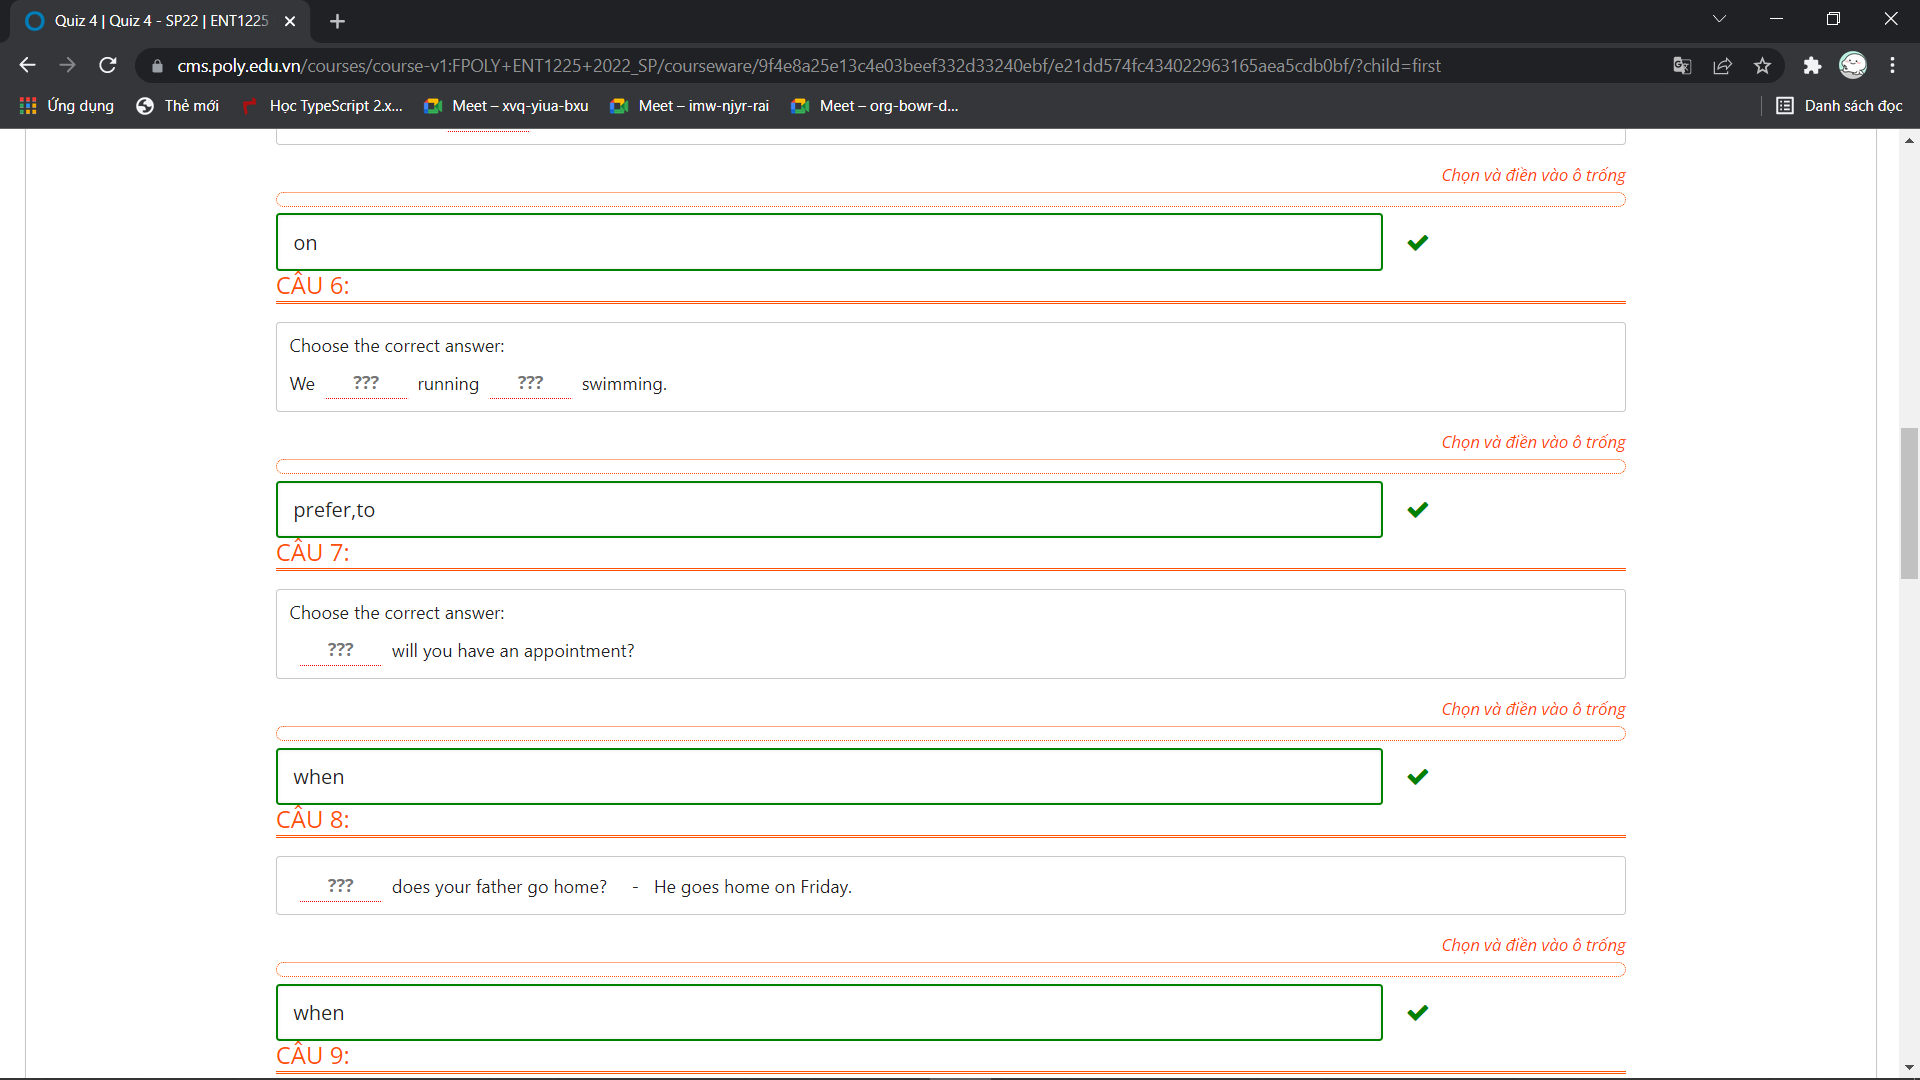 Quiz 4 | Quiz 4 - SP22 | ENT1225
cms.poly.edu.vn/courses/course-v1:FPOLY+ENT1225+2022_SP/courseware/9f4e8a25e13c4e03beef332d33240ebf/e21dd574fc434022963165aea5cdb0bf/?child=first
Ứng dụng Thẻ mới Học TypeScript 2.x... Meet – xvq-yiua-bxu Meet – imw-njyr-rai Meet – org-bowr-d... Danh sách đọc
Chọn và điền vào ô trống
on
CÂU 6:
Choose the correct answer:
We ??? running ??? swimming.
Chọn và điền vào ô trống
prefer,to
CÂU 7:
Choose the correct answer:
??? will you have an appointment?
Chọn và điền vào ô trống
when
CÂU 8:
??? does your father go home? - He goes home on Friday.
Chọn và điền vào ô trống
when
CÂU 9: